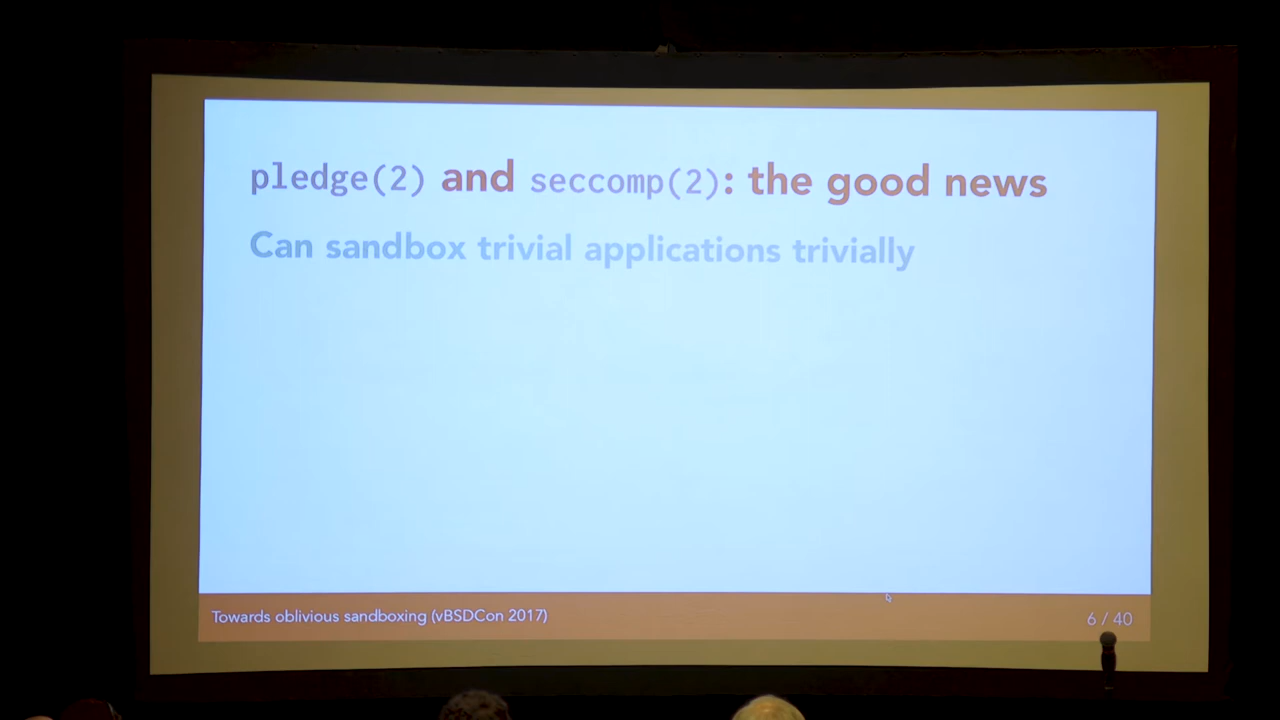 pledge(2) and seccomp(2): the good news
Can sandbox trivial applications trivially
Towards oblivious sandboxing (vBSDCon 2017)
6 / 40